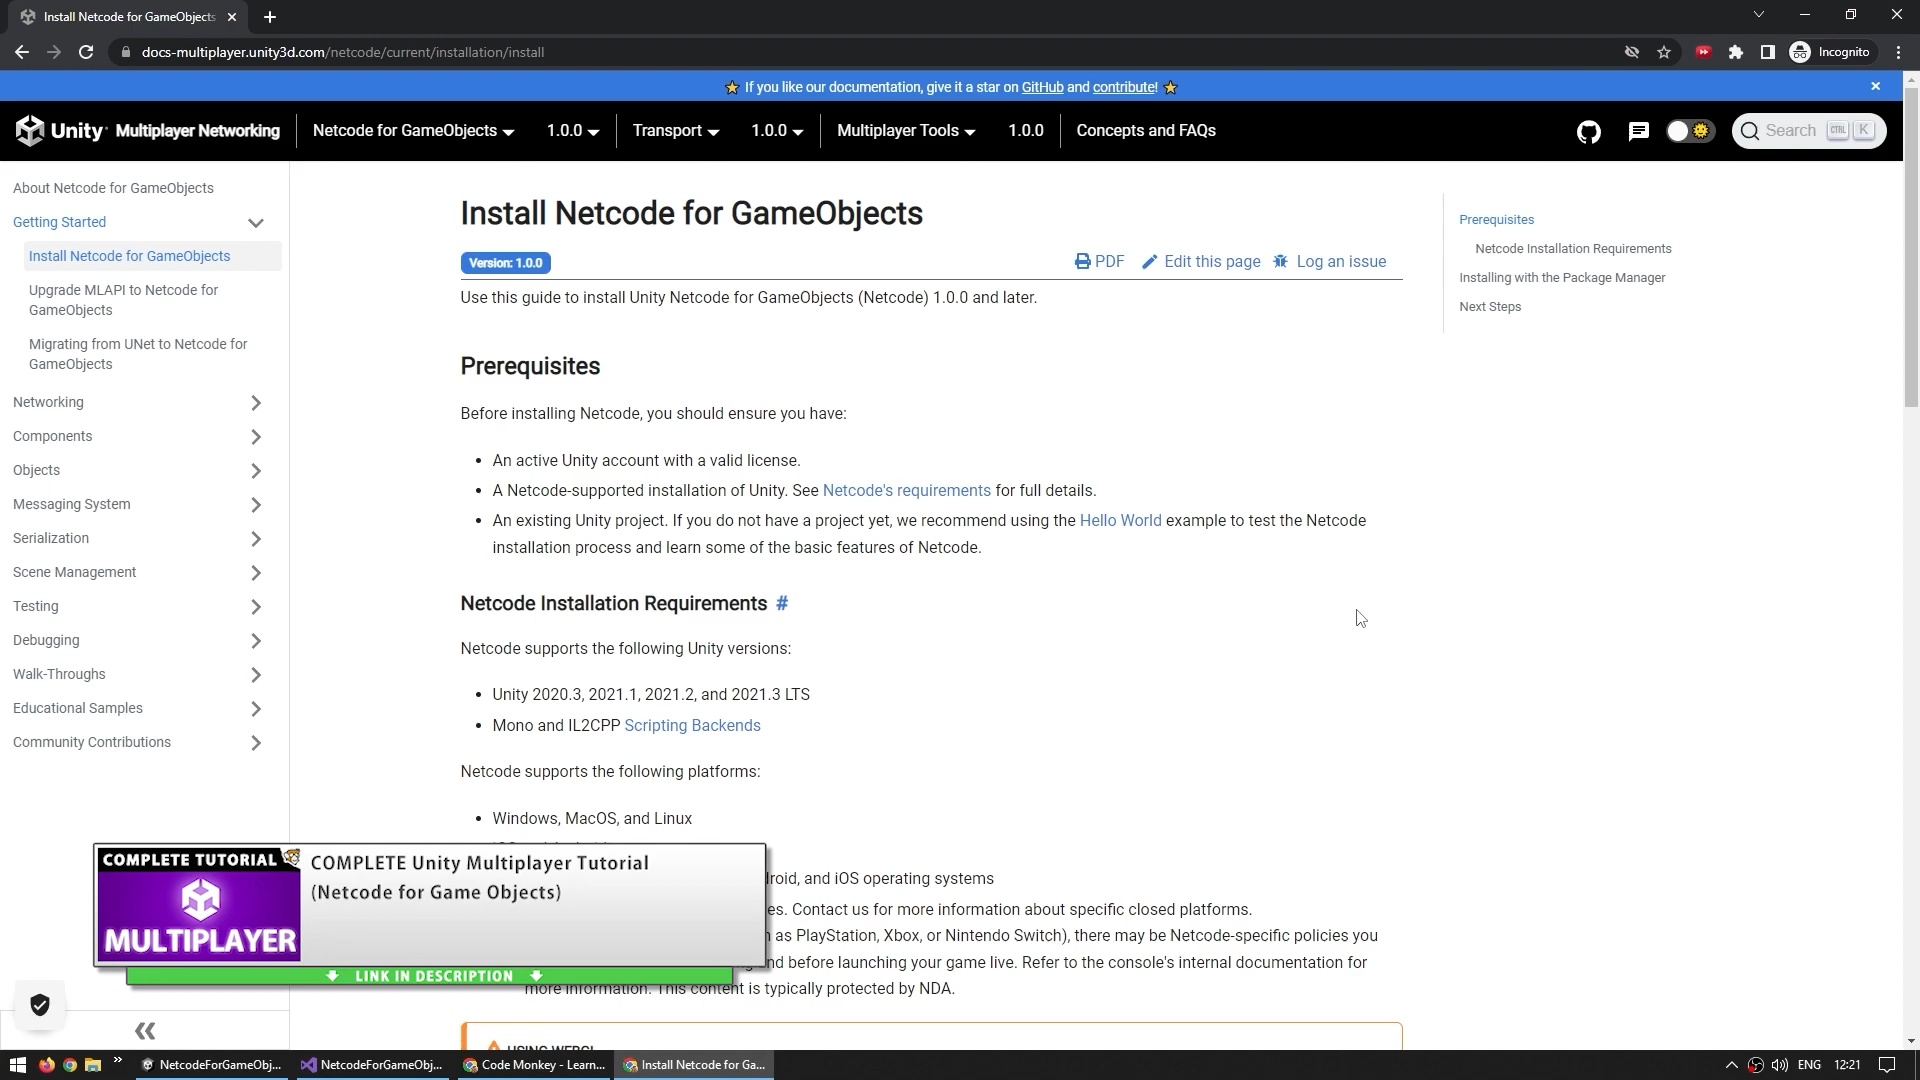 Install Netcode for GameObjects
docs-multiplayer.unity3d.com/netcode/current/installation/install
Incognito
⭐ If you like our documentation, give it a star on GitHub and contribute! ⭐
Unity Multiplayer Networking
Netcode for GameObjects
1.0.0
Transport
1.0.0
Multiplayer Tools
1.0.0
Concepts and FAQs
Search
CTRL
K
About Netcode for GameObjects
Getting Started
Install Netcode for GameObjects
Upgrade MLAPI to Netcode for
GameObjects
Migrating from UNet to Netcode for
GameObjects
Networking
Components
Objects
Messaging System
Serialization
Scene Management
Testing
Debugging
Walk-Throughs
Educational Samples
Community Contributions
Install Netcode for GameObjects
Version: 1.0.0
PDF
Edit this page
Log an issue
Use this guide to install Unity Netcode for GameObjects (Netcode) 1.0.0 and later.
Prerequisites
Before installing Netcode, you should ensure you have:
• An active Unity account with a valid license.
• A Netcode-supported installation of Unity. See Netcode's requirements for full details.
• An existing Unity project. If you do not have a project yet, we recommend using the Hello World example to test the Netcode
installation process and learn some of the basic features of Netcode.
Netcode Installation Requirements #
Netcode supports the following Unity versions:
• Unity 2020.3, 2021.1, 2021.2, and 2021.3 LTS
• Mono and IL2CPP Scripting Backends
Netcode supports the following platforms:
• Windows, MacOS, and Linux
and iOS operating systems
Contact us for more information about specific closed platforms.
as PlayStation, Xbox, or Nintendo Switch), there may be Netcode-specific policies you
before launching your game live. Refer to the console's internal documentation for
more information. This content is typically protected by NDA.
USING WEBGL
Prerequisites
Netcode Installation Requirements
Installing with the Package Manager
Next Steps
COMPLETE TUTORIAL
MULTIPLAYER
COMPLETE Unity Multiplayer Tutorial
(Netcode for Game Objects)
LINK IN DESCRIPTION
NetcodeForGameObj...
NetcodeForGameObj...
Code Monkey - Learn...
Install Netcode for Ga...
ENG
12:21